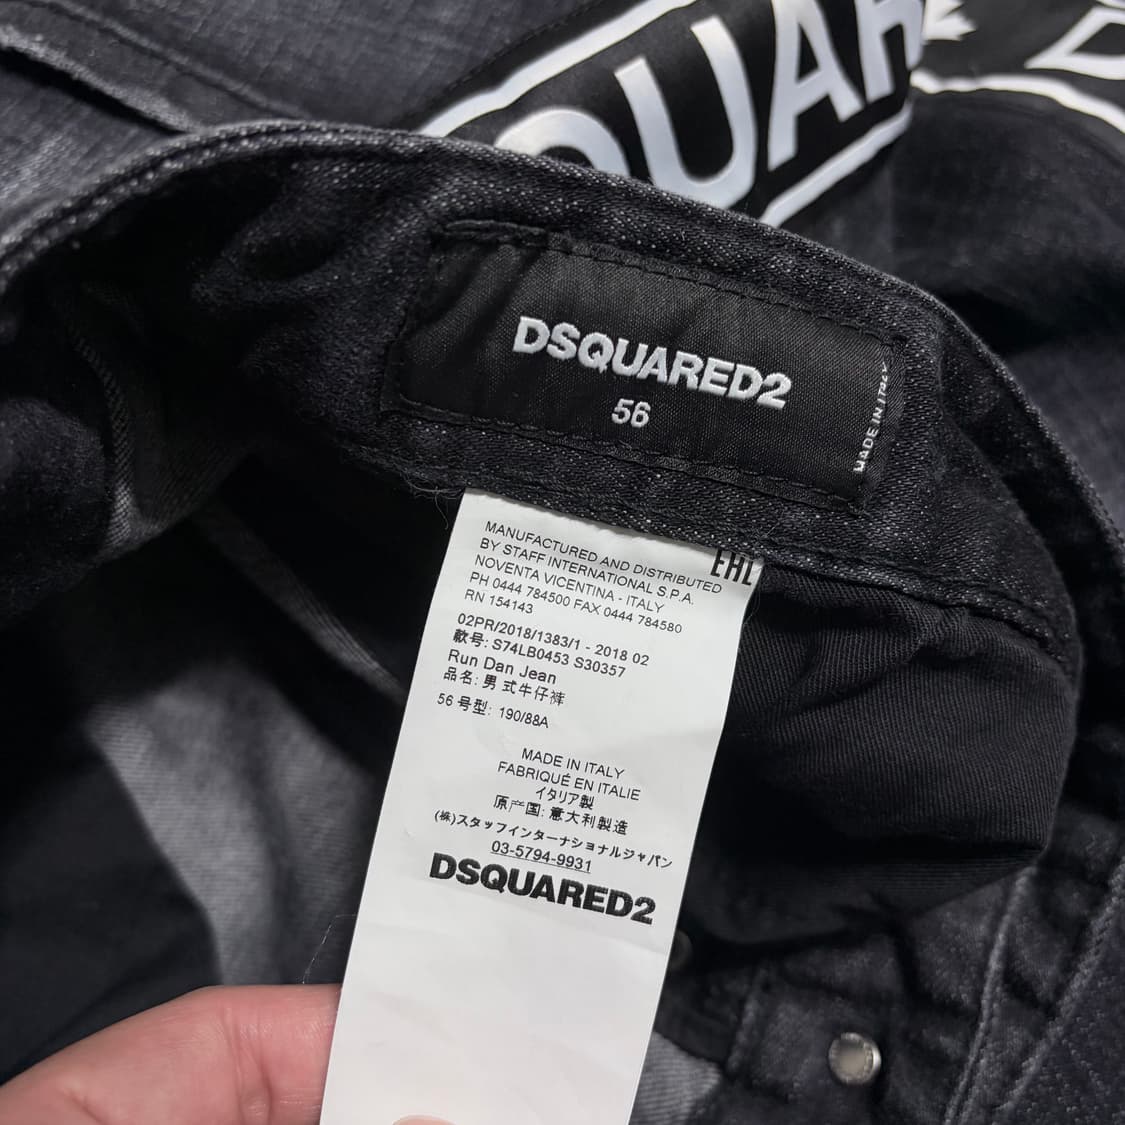 QUAR
DSQUARED2
56
MADE IN ITALY
MANUFACTURED AND DISTRIBUTED
BY STAFF INTERNATIONAL S.P.A.
NOVENTA VICENTINA - ITALY
PH 0444 784500 FAX 0444 784580
RN 154143
EAC
02PR/2018/1383/1 - 2018 02
款号: S74LB0453 S30357
Run Dan Jean
品名: 男式牛仔裤
56 号型: 190/88A
MADE IN ITALY
FABRIQUÉ EN ITALIE
イタリア製
原产国: 意大利製造
(株)スタッフインターナショナルジャパン
03-5794-9931
DSQUARED2